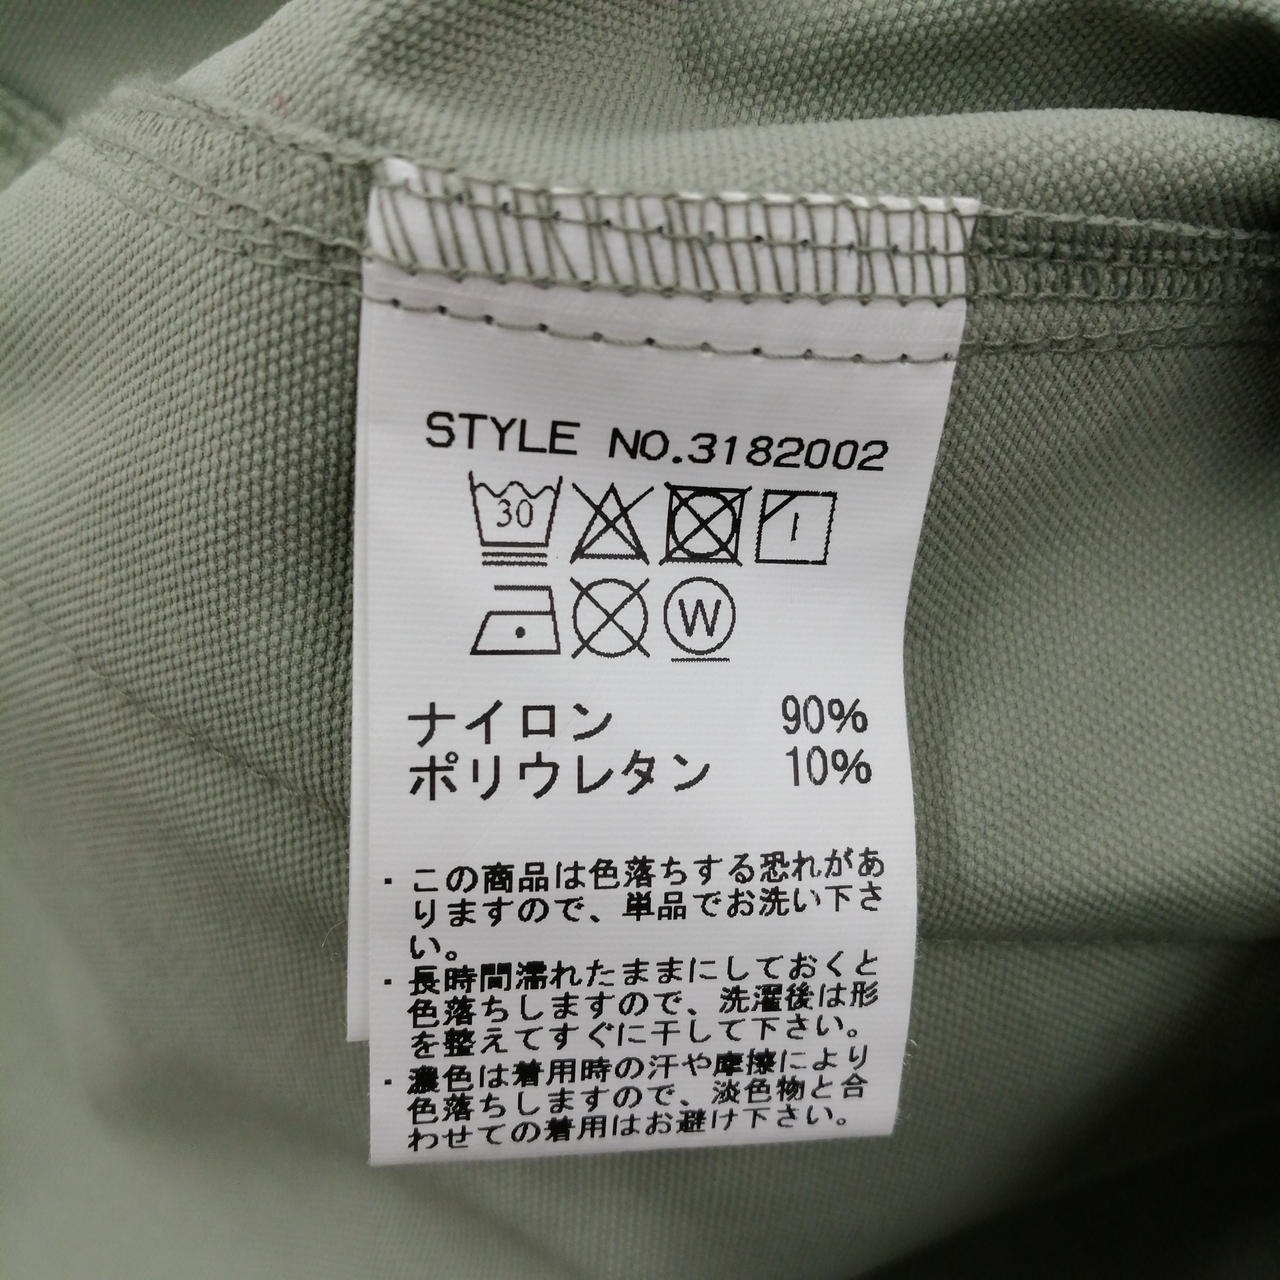 STYLE NO.3182002
30
W
ナイロン 90%
ポリウレタン 10%
・この商品は色落ちする恐れがあ
りますので、単品でお洗い下さ
い。
・長時間濡れたままにしておくと
色落ちしますので、洗濯後は形
を整えてすぐに干して下さい。
・濃色は着用時の汗や摩擦により
色落ちしますので、淡色物と合
わせての着用はお避け下さい。